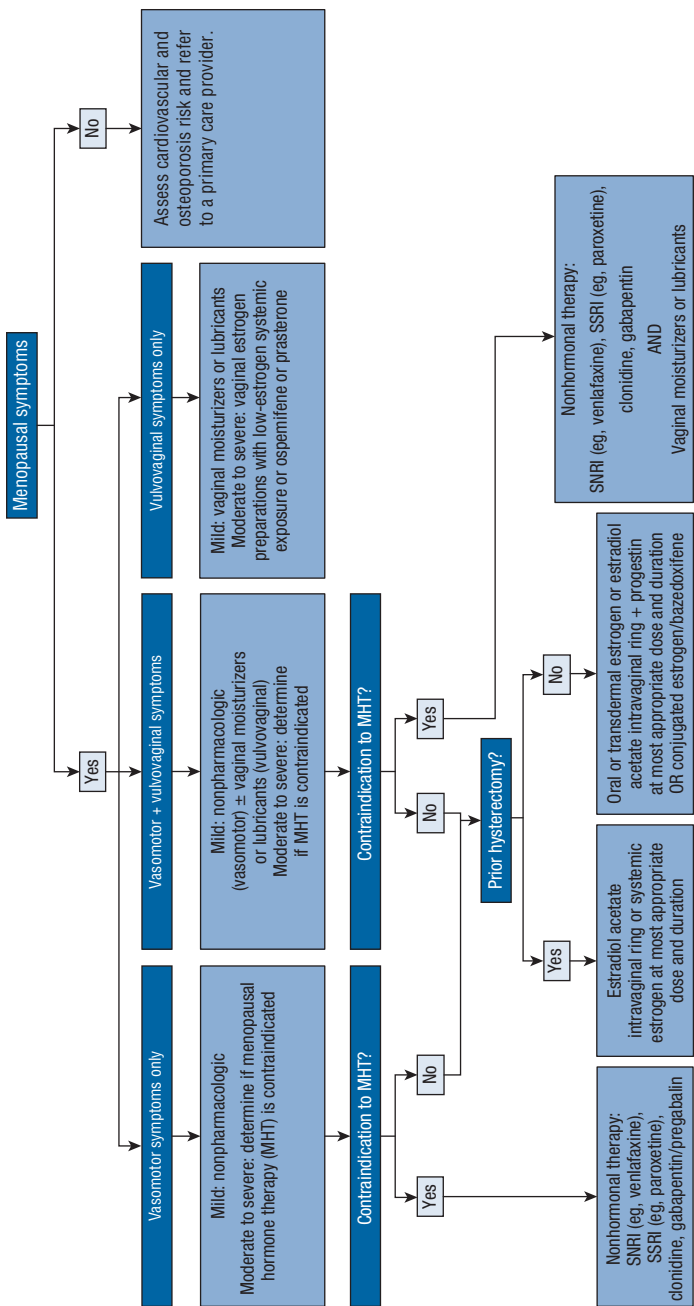 Menopausal symptoms
Yes
No
Vasomotor symptoms only
Vasomotor + vulvovaginal symptoms
Vulvovaginal symptoms only
Assess cardiovascular and
osteoporosis risk and refer
to a primary care provider.
Mild: nonpharmacologic
Moderate to severe: determine if menopausal
hormone therapy (MHT) is contraindicated
Mild: nonpharmacologic
(vasomotor) ± vaginal moisturizers
or lubricants (vulvovaginal)
Moderate to severe: determine
if MHT is contraindicated
Mild: vaginal moisturizers or lubricants
Moderate to severe: vaginal estrogen
preparations with low-estrogen systemic
exposure or ospemifene or prasterone
Contraindication to MHT?
Contraindication to MHT?
Yes
No
No
Yes
Prior hysterectomy?
Yes
No
Nonhormonal therapy:
SNRI (eg, venlafaxine),
SSRI (eg, paroxetine),
clonidine, gabapentin/pregabalin
Estradiol acetate
intravaginal ring or systemic
estrogen at most appropriate
dose and duration
Oral or transdermal estrogen or estradiol
acetate intravaginal ring + progestin
at most appropriate dose and duration
OR conjugated estrogen/bazedoxifene
Nonhormonal therapy:
SNRI (eg, venlafaxine), SSRI (eg, paroxetine),
clonidine, gabapentin
AND
Vaginal moisturizers or lubricants